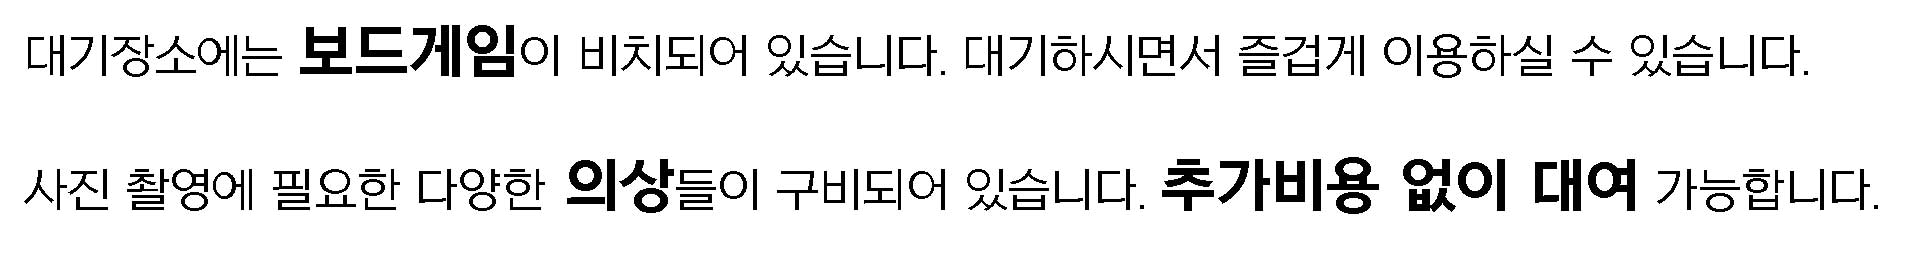 대기장소에는 보드게임이 비치되어 있습니다. 대기하시면서 즐겁게 이용하실 수 있습니다.
사진 촬영에 필요한 다양한 의상들이 구비되어 있습니다. 추가비용 없이 대여 가능합니다.